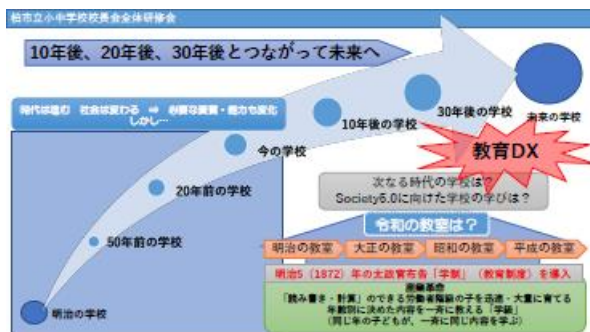 柏市立小中学校校長会全体研修会
10年後、20年後、30年後とつながって未来へ
時代は進む 社会は変わる ⇒ 必要な資質・能力も変化
しかし…
未来の学校
30年後の学校
10年後の学校
今の学校
20年前の学校
50年前の学校
明治の学校
教育DX
次なる時代の学校は?
Society5.0に向けた学校の学びは?
令和の教室は?
明治の教室
大正の教室
昭和の教室
平成の教室
明治5(1872)年の太政官布告「学制」(教育制度)を導入
産業革命
「読み書き・計算」のできる労働者階級の子を迅速・大量に育てる
年齢別に決めた内容を一斉に教える「学級」
(同じ年の子どもが、一斉に同じ内容を学ぶ)